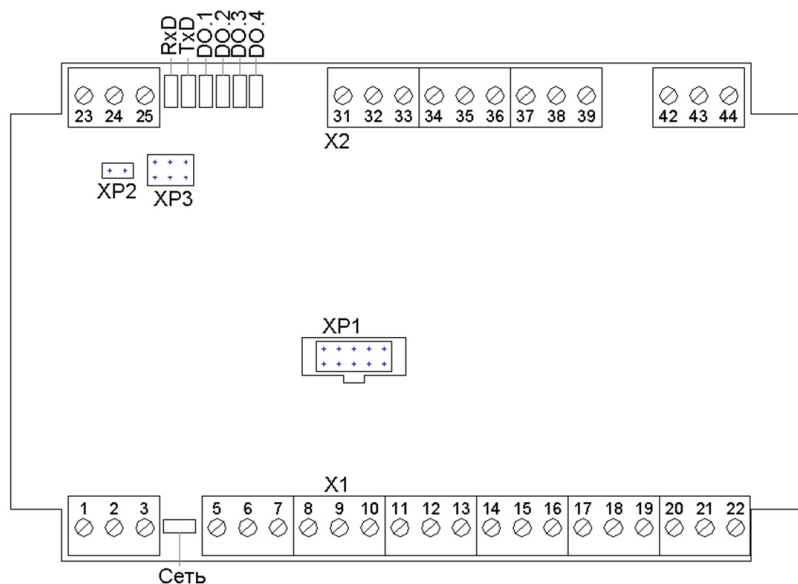 RxD
TxD
DO.1
DO.2
DO.3
DO.4
23 24 25
31 32 33 34 35 36 37 38 39
42 43 44
X2
XP2
XP3
XP1
X1
1 2 3
5 6 7 8 9 10 11 12 13 14 15 16 17 18 19 20 21 22
Сеть